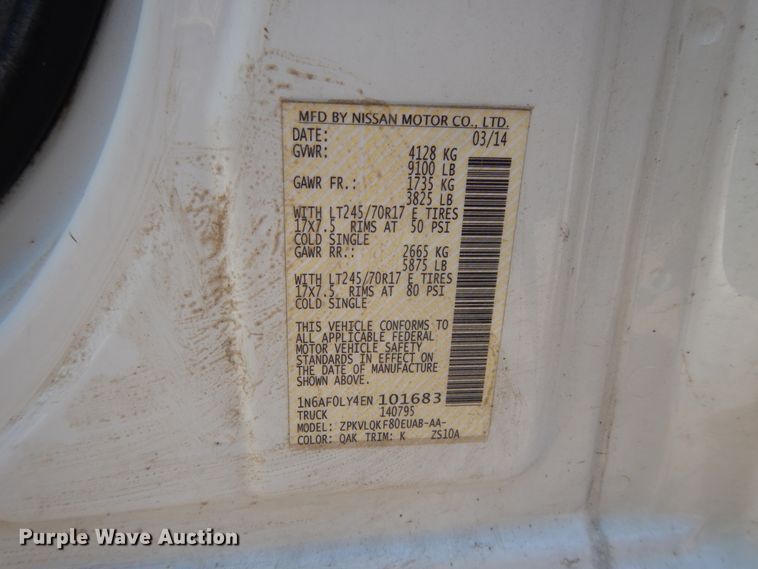 MFD BY NISSAN MOTOR CO., LTD.
DATE: 03/14
GVWR: 4128 KG
9100 LB
GAWR FR.: 1735 KG
3825 LB
WITH LT245/70R17 E TIRES
17X7.5 RIMS AT 50 PSI
COLD SINGLE
GAWR RR.: 2665 KG
5875 LB
WITH LT245/70R17 E TIRES
17X7.5 RIMS AT 80 PSI
COLD SINGLE
THIS VEHICLE CONFORMS TO
ALL APPLICABLE FEDERAL
MOTOR VEHICLE SAFETY
STANDARDS IN EFFECT ON
THE DATE OF MANUFACTURE
SHOWN ABOVE.
1N6AF0LY4EN 101683
TRUCK 140795
MODEL: ZPKVLQKF80EUAB-AA-
COLOR: QAK TRIM: K ZS10A
Purple Wave Auction®